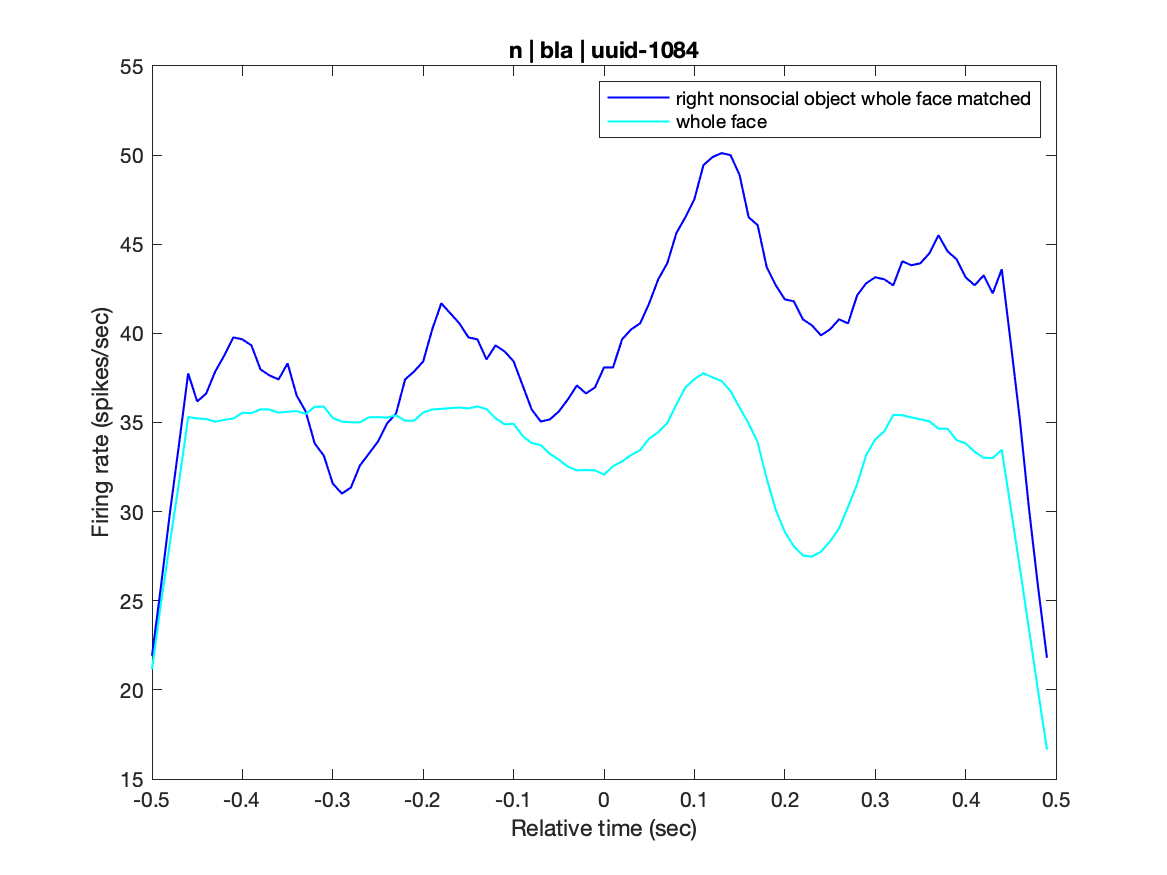 n | bla | uuid-1084
right nonsocial object whole face matched
whole face
Firing rate (spikes/sec)
55
50
45
40
35
30
25
20
15
-0.5 -0.4 -0.3 -0.2 -0.1 0 0.1 0.2 0.3 0.4 0.5
Relative time (sec)